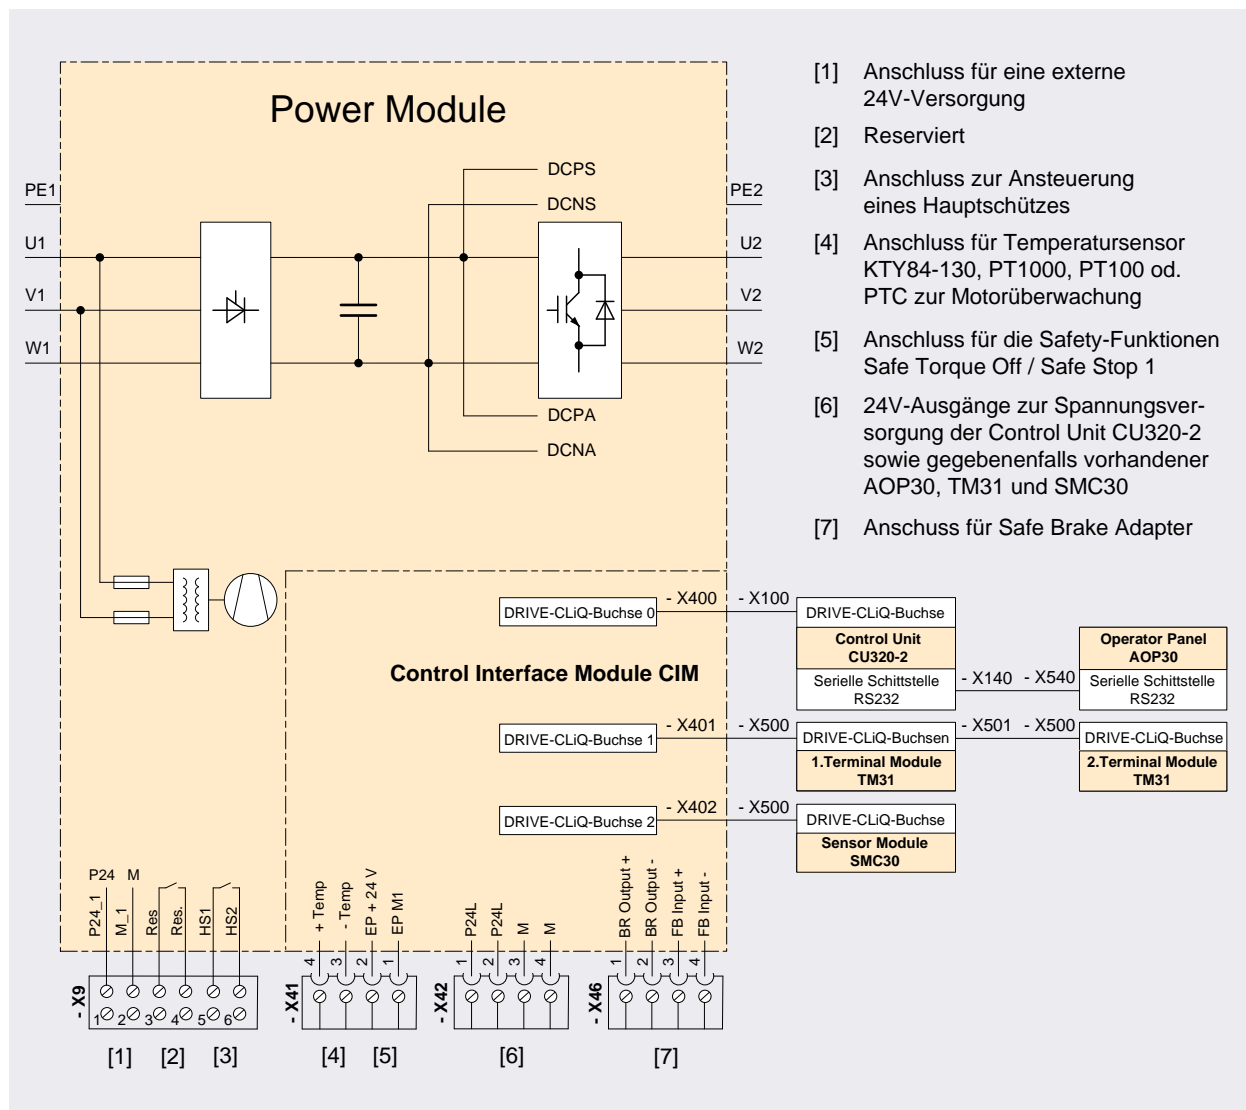 Power Module
DCPS
DCNS
PE1
PE2
U1
U2
V1
V2
W1
W2
DCPA
DCNA
[1] Anschluss für eine externe
24V-Versorgung
[2] Reserviert
[3] Anschluss zur Ansteuerung
eines Hauptschützes
[4] Anschluss für Temperatursensor
KTY84-130, PT1000, PT100 od.
PTC zur Motorüberwachung
[5] Anschluss für die Safety-Funktionen
Safe Torque Off / Safe Stop 1
[6] 24V-Ausgänge zur Spannungsver-
sorgung der Control Unit CU320-2
sowie gegebenenfalls vorhandener
AOP30, TM31 und SMC30
[7] Anschuss für Safe Brake Adapter
DRIVE-CLiQ-Buchse 0
- X400 - X100
DRIVE-CLiQ-Buchse
Control Unit
CU320-2
Serielle Schittstelle
RS232
- X140 - X540
Operator Panel
AOP30
Serielle Schittstelle
RS232
Control Interface Module CIM
DRIVE-CLiQ-Buchse 1
- X401 - X500
DRIVE-CLiQ-Buchsen
1.Terminal Module
TM31
- X501 - X500
DRIVE-CLiQ-Buchse
2.Terminal Module
TM31
DRIVE-CLiQ-Buchse 2
- X402 - X500
DRIVE-CLiQ-Buchse
Sensor Module
SMC30
P24 M
P24_1
M_1
Res
Res.
HS1
HS2
+ Temp
- Temp
EP + 24 V
EP M1
P24L
P24L
M
M
BR Output +
BR Output -
FB Input +
FB Input -
- X9
1 2 3 4 5 6
- X41
4 3 2 1
- X42
1 2 3 4
- X46
1 2 3 4
[1] [2] [3] [4] [5] [6] [7]